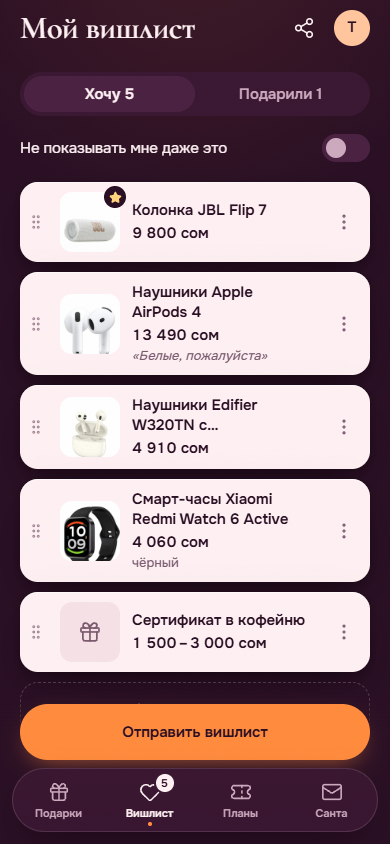 Мой вишлист
Т
Хочу 5
Подарили 1
Не показывать мне даже это
Колонка JBL Flip 7
9 800 сом
JBL
Наушники Apple
AirPods 4
13 490 сом
«Белые, пожалуйста»
Наушники Edifier
W320TN с...
4 910 сом
Смарт-часы Xiaomi
Redmi Watch 6 Active
4 060 сом
чёрный
10
09
Сертификат в кофейню
1 500 – 3 000 сом
Отправить вишлист
5
Подарки
Вишлист
Планы
Санта